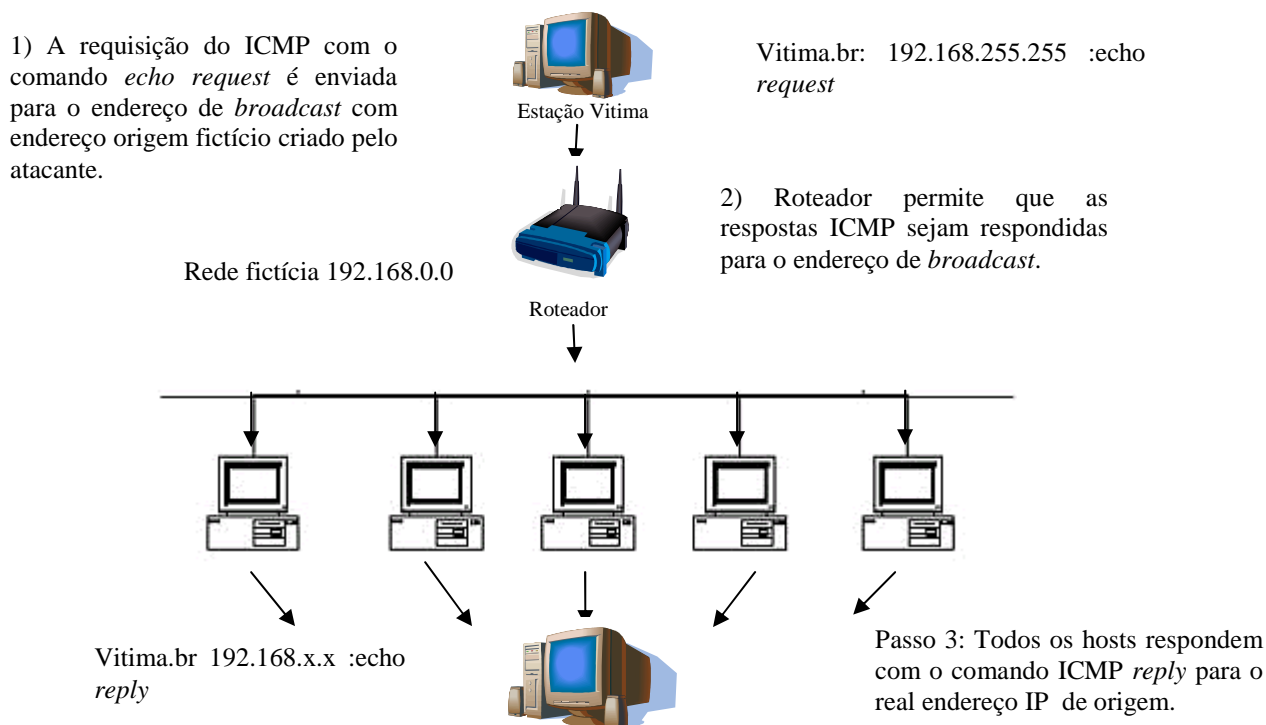 1) A requisição do ICMP com o
comando echo request é enviada
para o endereço de broadcast com
endereço origem fictício criado pelo
atacante.
Estação Vitima
Vitima.br: 192.168.255.255 :echo
request
2) Roteador permite que as
respostas ICMP sejam respondidas
para o endereço de broadcast.
Rede fictícia 192.168.0.0
Roteador
Vitima.br 192.168.x.x :echo
reply
Passo 3: Todos os hosts respondem
com o comando ICMP reply para o
real endereço IP de origem.